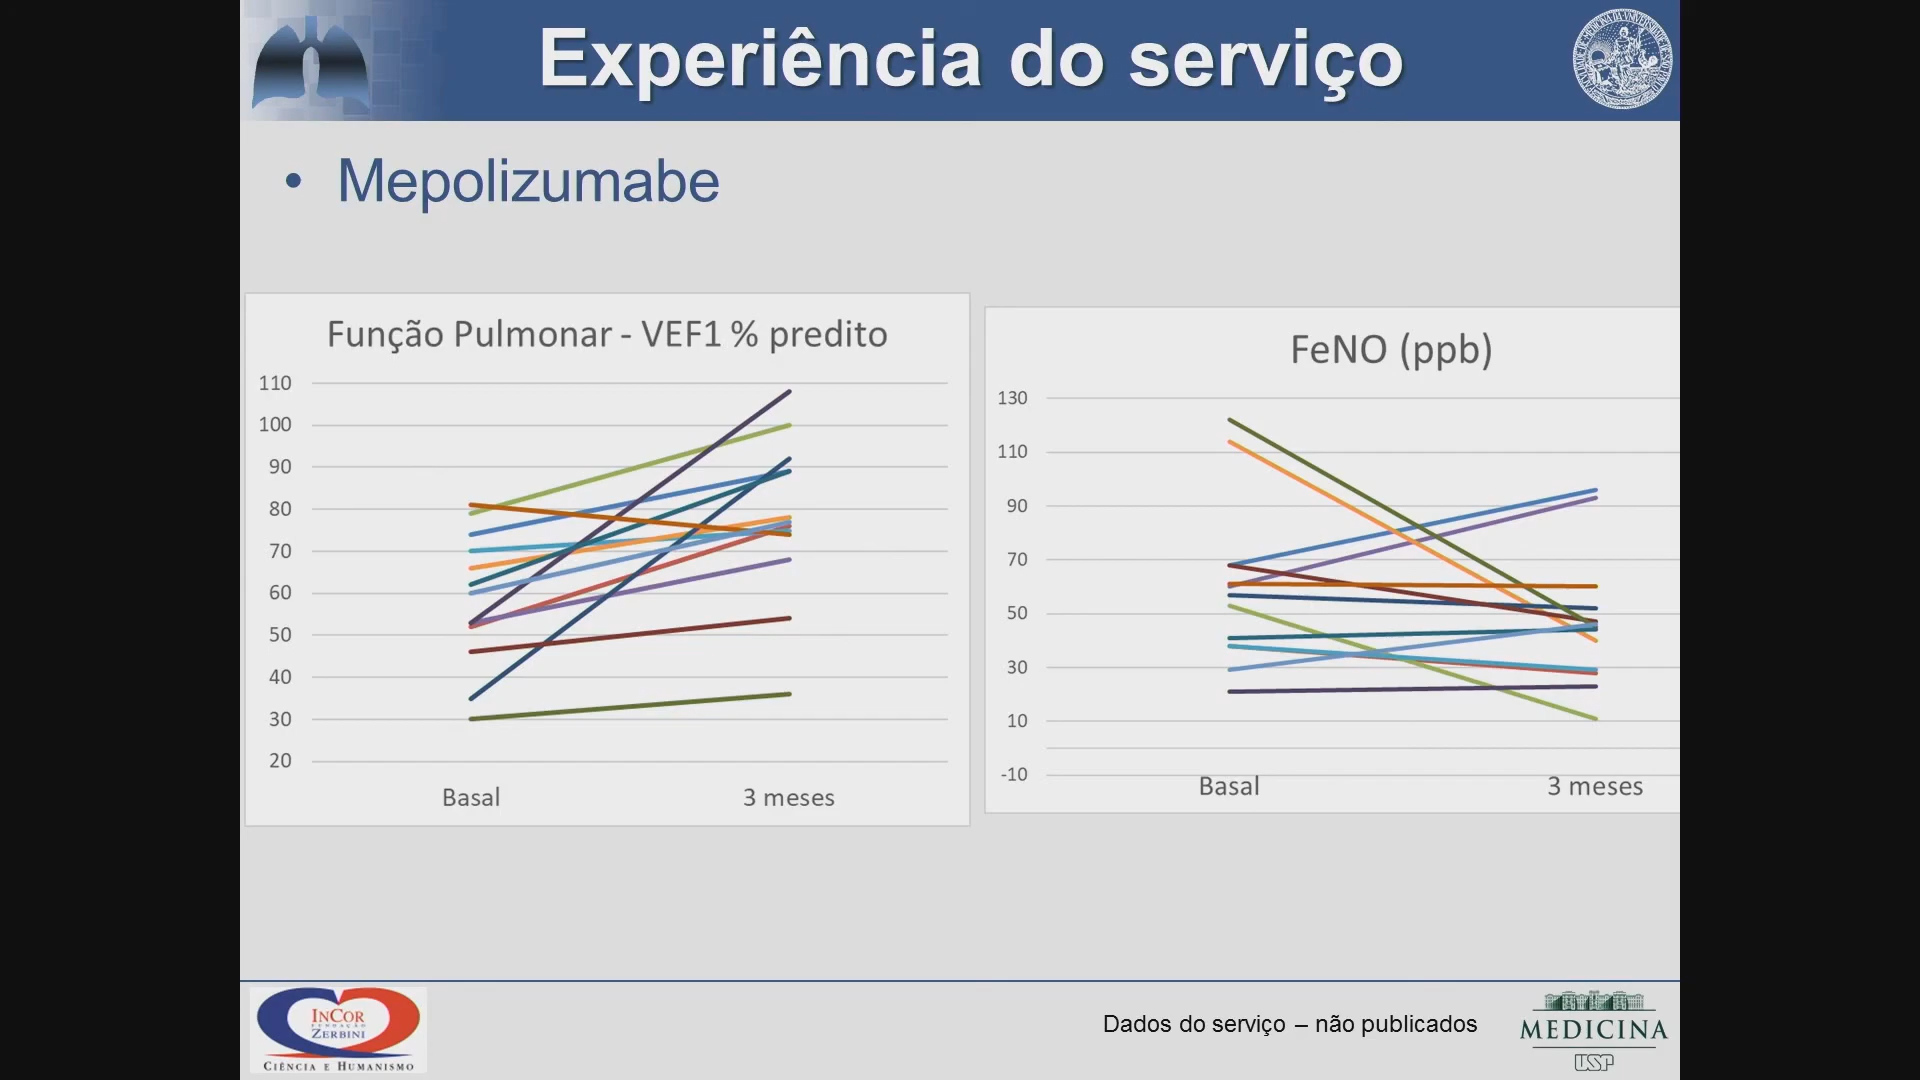 Experiência do serviço
• Mepolizumabe
Função Pulmonar - VEF1 % predito
110
100
90
80
70
60
50
40
30
20
Basal
3 meses
FeNO (ppb)
130
110
90
70
50
30
10
-10
Basal
3 meses
INCOR
FUNDAÇÃO
ZERBINI
CIÊNCIA E HUMANISMO
Dados do serviço – não publicados
MEDICINA
USP